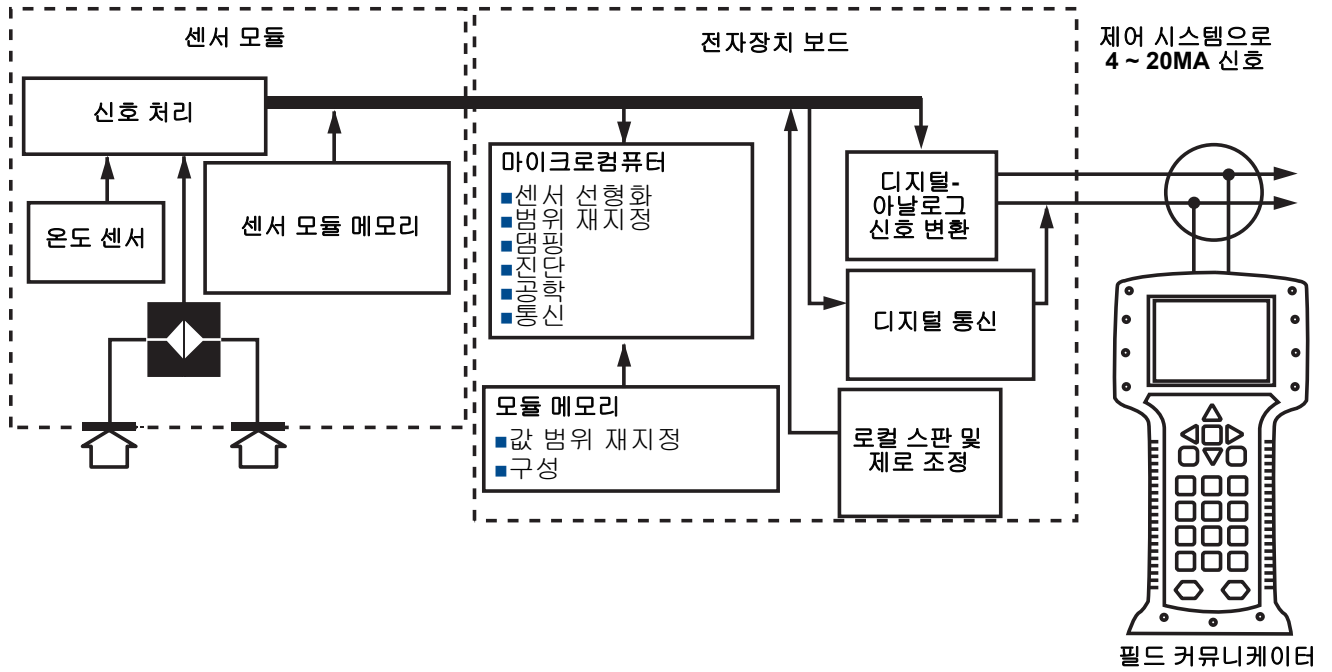 센서 모듈
신호 처리
온도 센서
센서 모듈 메모리
전자장치 보드
마이크로컴퓨터
센서 선형화
범위 재지정
댐핑
진단
공학
통신
모듈 메모리
값 범위 재지정
구성
디지털-
아날로그
신호 변환
디지털 통신
로컬 스판 및
제로 조정
제어 시스템으로
4 ~ 20MA 신호
필드 커뮤니케이터